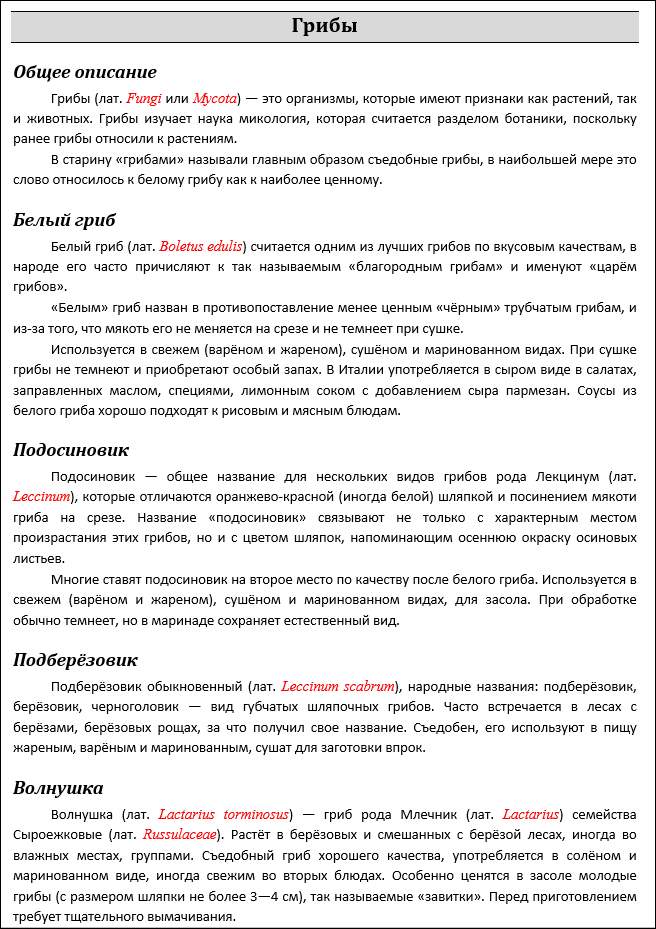 Грибы
Общее описание
Грибы (лат. Fungi или Mycota) — это организмы, которые имеют признаки как растений, так
и животных. Грибы изучает наука микология, которая считается разделом ботаники, поскольку
ранее грибы относили к растениям.
В старину «грибами» называли главным образом съедобные грибы, в наибольшей мере это
слово относилось к белому грибу как к наиболее ценному.
Белый гриб
Белый гриб (лат. Boletus edulis) считается одним из лучших грибов по вкусовым качествам, в
народе его часто причисляют к так называемым «благородным грибам» и именуют «царём
грибов».
«Белым» гриб назван в противопоставление менее ценным «чёрным» трубчатым грибам, и
из-за того, что мякоть его не меняется на срезе и не темнеет при сушке.
Используется в свежем (варёном и жареном), сушёном и маринованном видах. При сушке
грибы не темнеют и приобретают особый запах. В Италии употребляется в сыром виде в салатах,
заправленных маслом, специями, лимонным соком с добавлением сыра пармезан. Соусы из
белого гриба хорошо подходят к рисовым и мясным блюдам.
Подосиновик
Подосиновик — общее название для нескольких видов грибов рода Лекцинум (лат.
Leccinum), которые отличаются оранжево-красной (иногда белой) шляпкой и посинением мякоти
гриба на срезе. Название «подосиновик» связывают не только с характерным местом
произрастания этих грибов, но и с цветом шляпок, напоминающим осеннюю окраску осиновых
листьев.
Многие ставят подосиновик на второе место по качеству после белого гриба. Используется в
свежем (варёном и жареном), сушёном и маринованном видах, для засола. При обработке
обычно темнеет, но в маринаде сохраняет естественный вид.
Подберёзовик
Подберёзовик обыкновенный (лат. Leccinum scabrum), народные названия: подберёзовик,
берёзовик, черноголовик — вид губчатых шляпочных грибов. Часто встречается в лесах с
берёзами, берёзовых рощах, за что получил свое название. Съедобен, его используют в пищу
жареным, варёным и маринованным, сушат для заготовки впрок.
Волнушка
Волнушка (лат. Lactarius torminosus) — гриб рода Млечник (лат. Lactarius) семейства
Сыроежковые (лат. Russulaceae). Растёт в берёзовых и смешанных с берёзой лесах, иногда во
влажных местах, группами. Съедобный гриб хорошего качества, употребляется в солёном и
маринованном виде, иногда свежим во вторых блюдах. Особенно ценятся в засоле молодые
грибы (с размером шляпки не более 3—4 см), так называемые «завитки». Перед приготовлением
требует тщательного вымачивания.